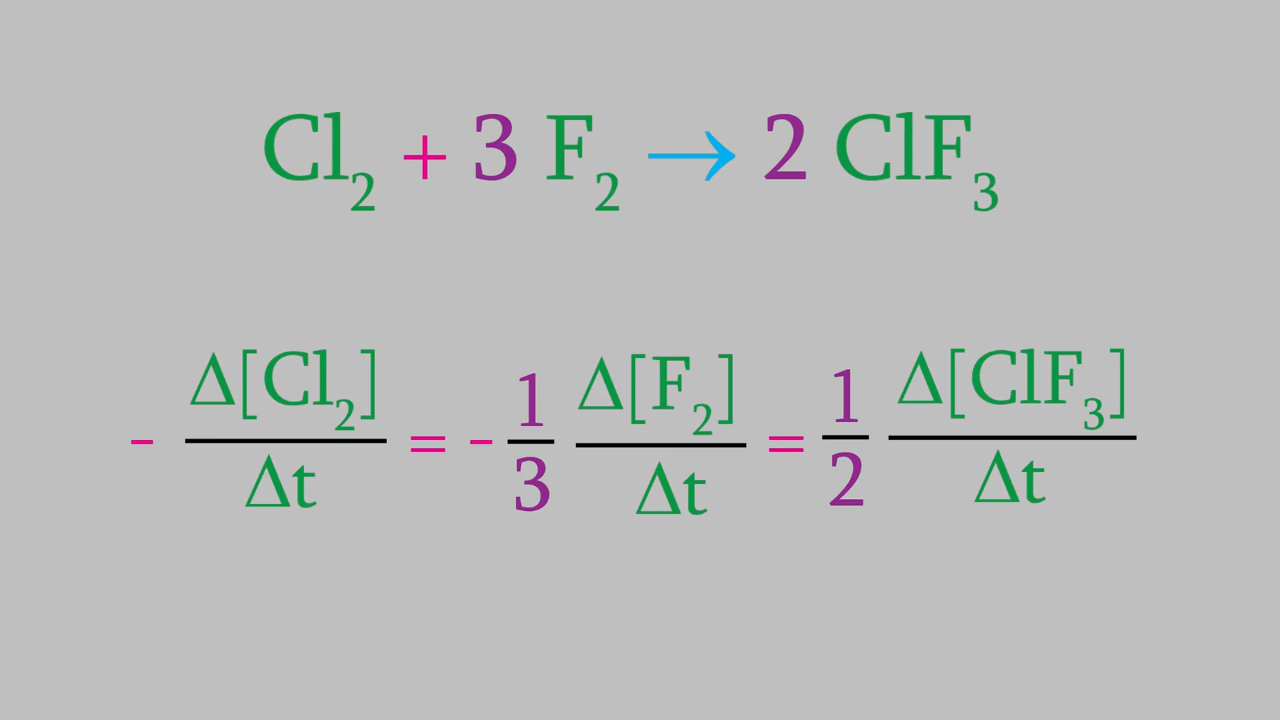 Cl₂ + 3 F₂ → 2 ClF₃
- Δ[Cl₂]/Δt = - 1/3 Δ[F₂]/Δt = 1/2 Δ[ClF₃]/Δt